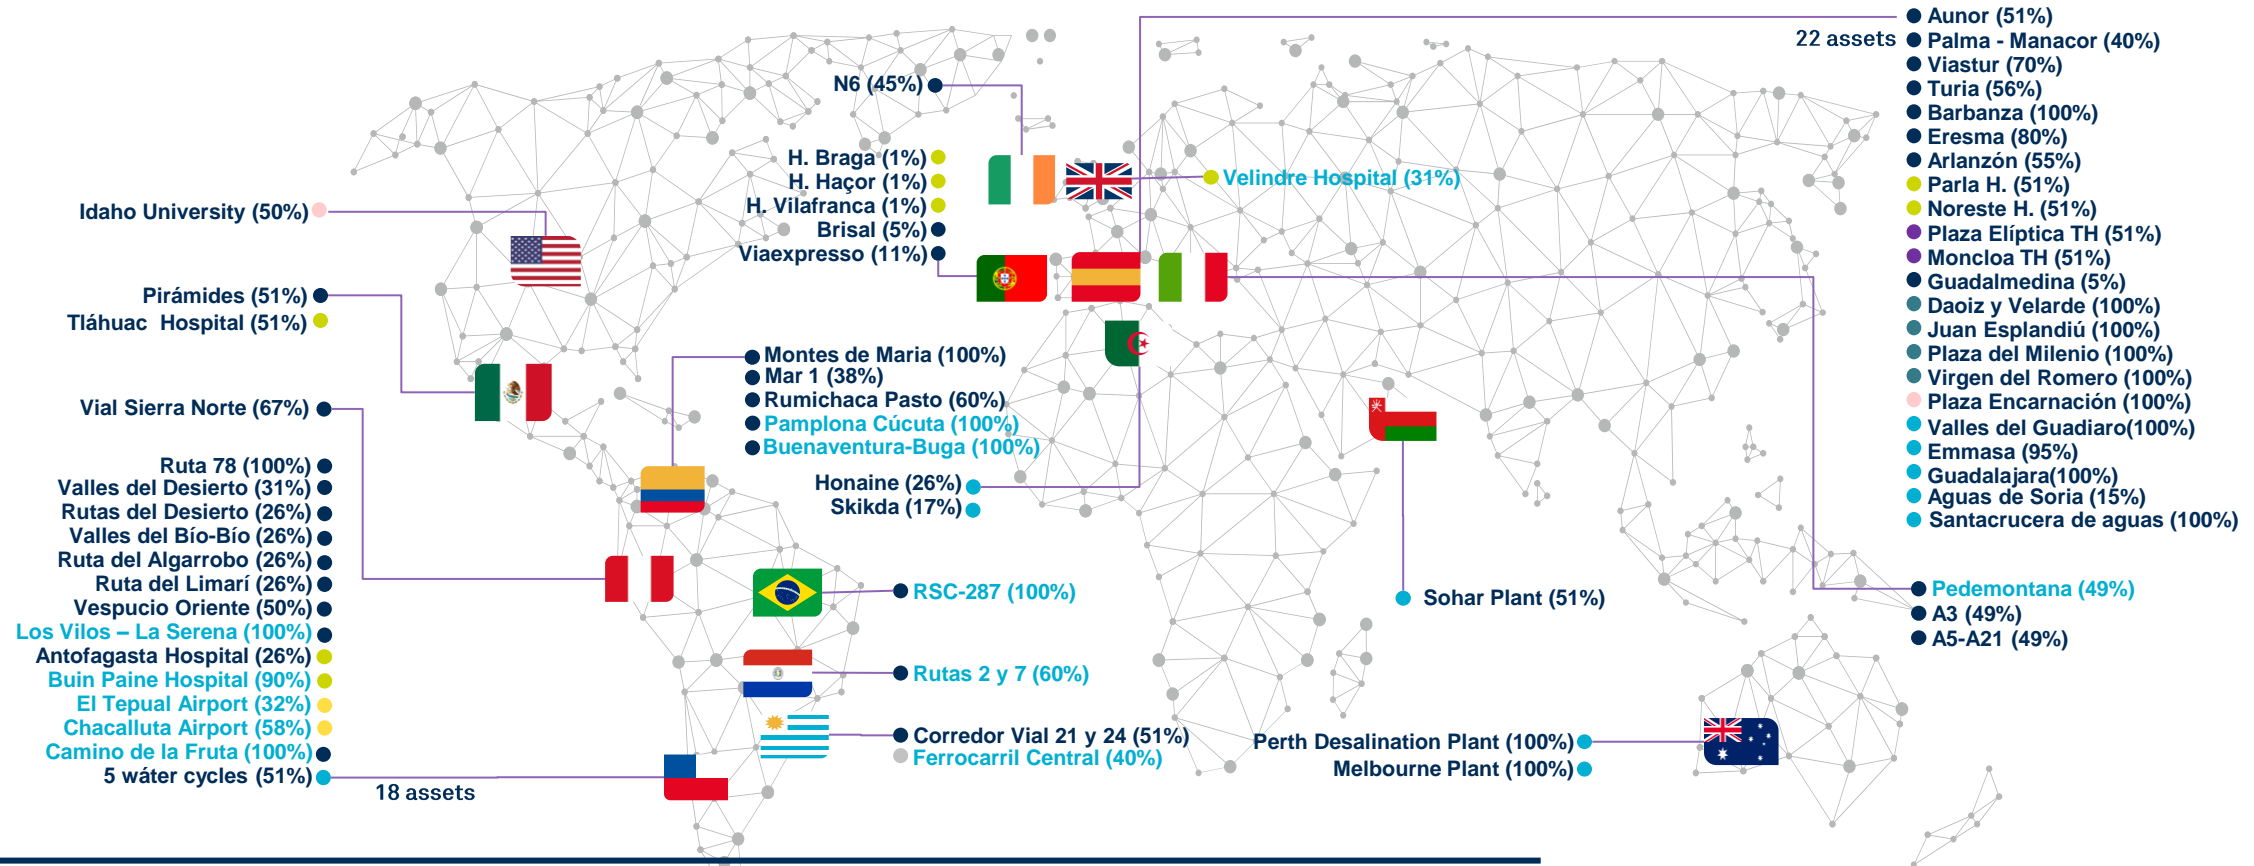 Idaho University (50%)
Pirámides (51%)
Tláhuac Hospital (51%)
Vial Sierra Norte (67%)
Ruta 78 (100%)
Valles del Desierto (31%)
Rutas del Desierto (26%)
Valles del Bío-Bío (26%)
Ruta del Algarrobo (26%)
Ruta del Limarí (26%)
Vespucio Oriente (50%)
Los Vilos – La Serena (100%)
Antofagasta Hospital (26%)
Buin Paine Hospital (90%)
El Tepual Airport (32%)
Chacalluta Airport (58%)
Camino de la Fruta (100%)
5 wáter cycles (51%)
18 assets
N6 (45%)
H. Braga (1%)
H. Haçor (1%)
H. Vilafranca (1%)
Brisal (5%)
Viaexpresso (11%)
Velindre Hospital (31%)
Montes de Maria (100%)
Mar 1 (38%)
Rumichaca Pasto (60%)
Pamplona Cúcuta (100%)
Buenaventura-Buga (100%)
Honaine (26%)
Skikda (17%)
RSC-287 (100%)
Rutas 2 y 7 (60%)
Corredor Vial 21 y 24 (51%)
Ferrocarril Central (40%)
Sohar Plant (51%)
Perth Desalination Plant (100%)
Melbourne Plant (100%)
22 assets
Aunor (51%)
Palma - Manacor (40%)
Viastur (70%)
Turia (56%)
Barbanza (100%)
Eresma (80%)
Arlanzón (55%)
Parla H. (51%)
Noreste H. (51%)
Plaza Elíptica TH (51%)
Moncloa TH (51%)
Guadalmedina (5%)
Daoiz y Velarde (100%)
Juan Esplandiú (100%)
Plaza del Milenio (100%)
Virgen del Romero (100%)
Plaza Encarnación (100%)
Valles del Guadiaro(100%)
Emmasa (95%)
Guadalajara(100%)
Aguas de Soria (15%)
Santacrucera de aguas (100%)
Pedemontana (49%)
A3 (49%)
A5-A21 (49%)